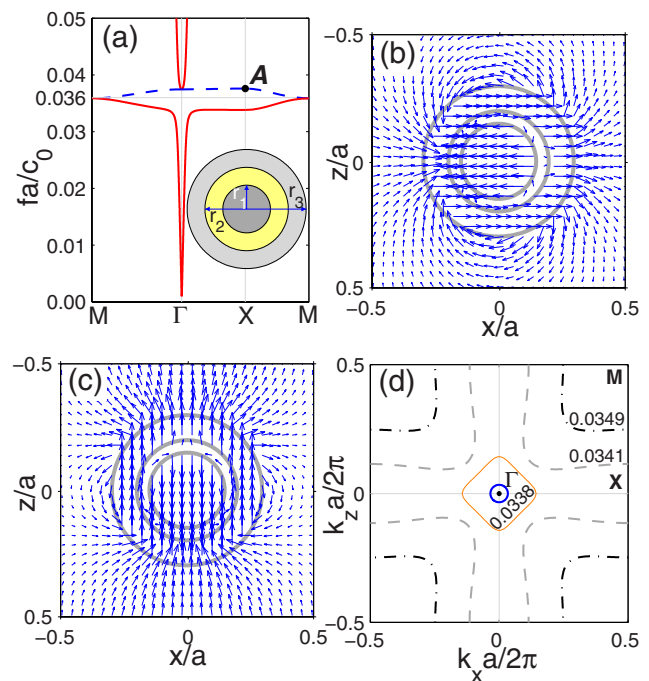 (a)
fa/c0
0.05
0.04
0.036
0.03
0.02
0.01
0.00
M Γ X M
A
r1
r2
r3
(b)
z/a
-0.5
0
0.5
-0.5 0 0.5
x/a
(c)
z/a
-0.5
0
0.5
-0.5 0 0.5
x/a
(d)
kza/2π
0.5
0
-0.5
-0.5 0 0.5
kxa/2π
M
0.0349
0.0341
X
Γ
0.0338